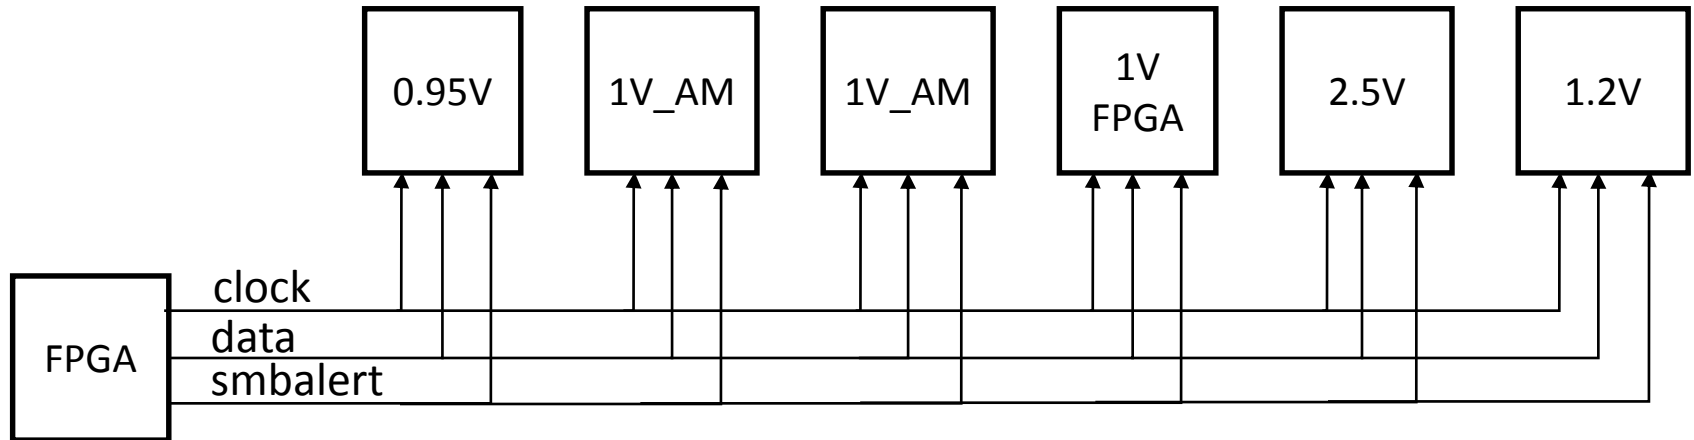 0.95V
1V_AM
1V_AM
1V
FPGA
2.5V
1.2V
clock
data
smbalert
FPGA